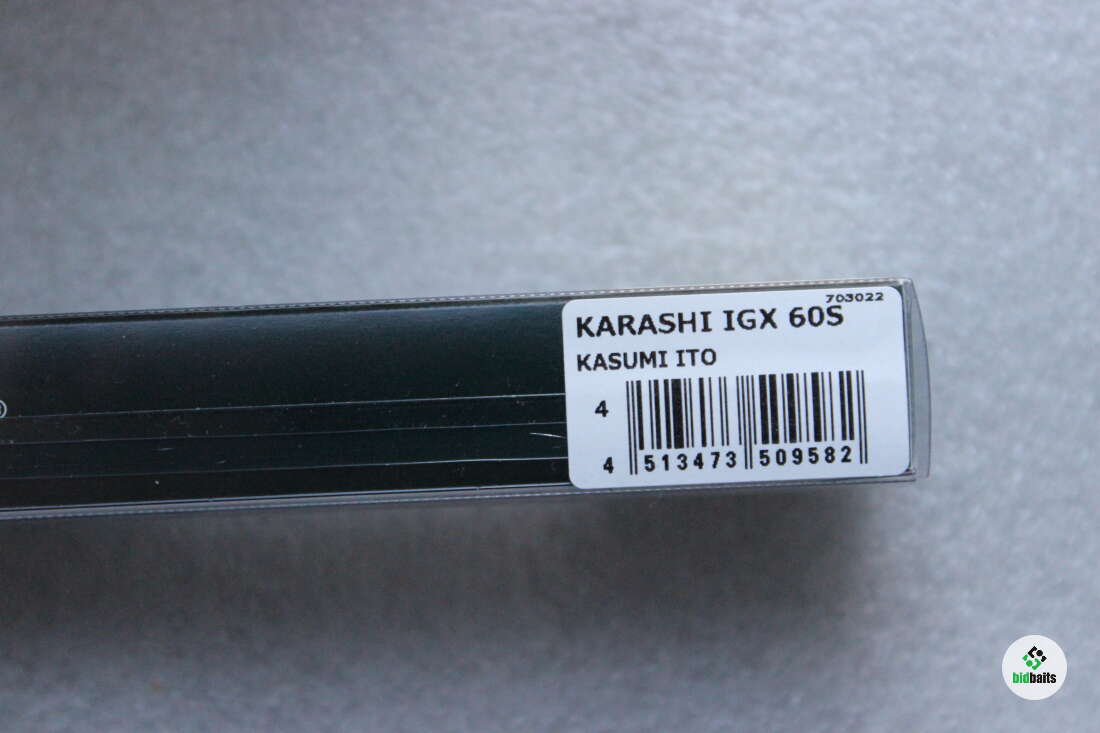 703022
KARASHI IGX 60S
KASUMI ITO
4
4 513473 509582
®
bidbaits